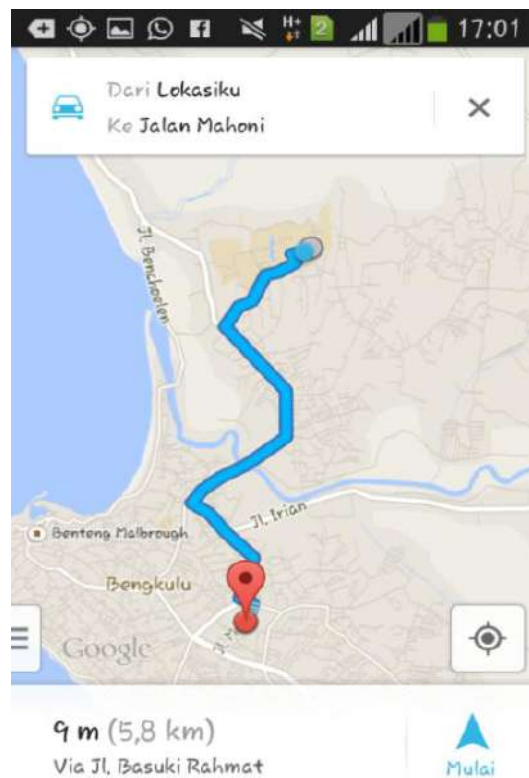 H+ 2 17:01
Dari Lokasiku
Ke Jalan Mahoni
Jl. Bencoolen
Jl. Irian
Benteng Malbrough
Bengkulu
Google
9 m (5,8 km)
Via Jl. Basuki Rahmat
Mulai